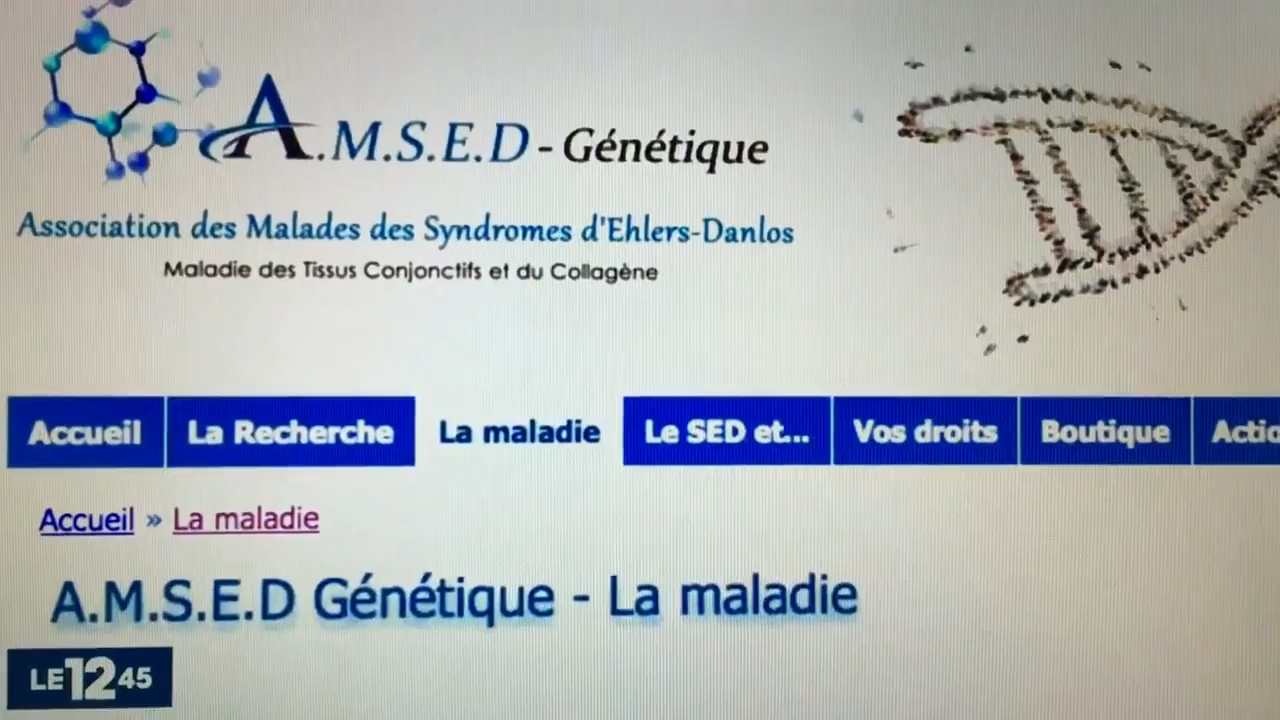 A.M.S.E.D - Génétique
Association des Malades des Syndromes d'Ehlers-Danlos
Maladie des Tissus Conjonctifs et du Collagène
Accueil La Recherche La maladie Le SED et... Vos droits Boutique
Accueil » La maladie
A.M.S.E.D Génétique - La maladie
LE 12 45